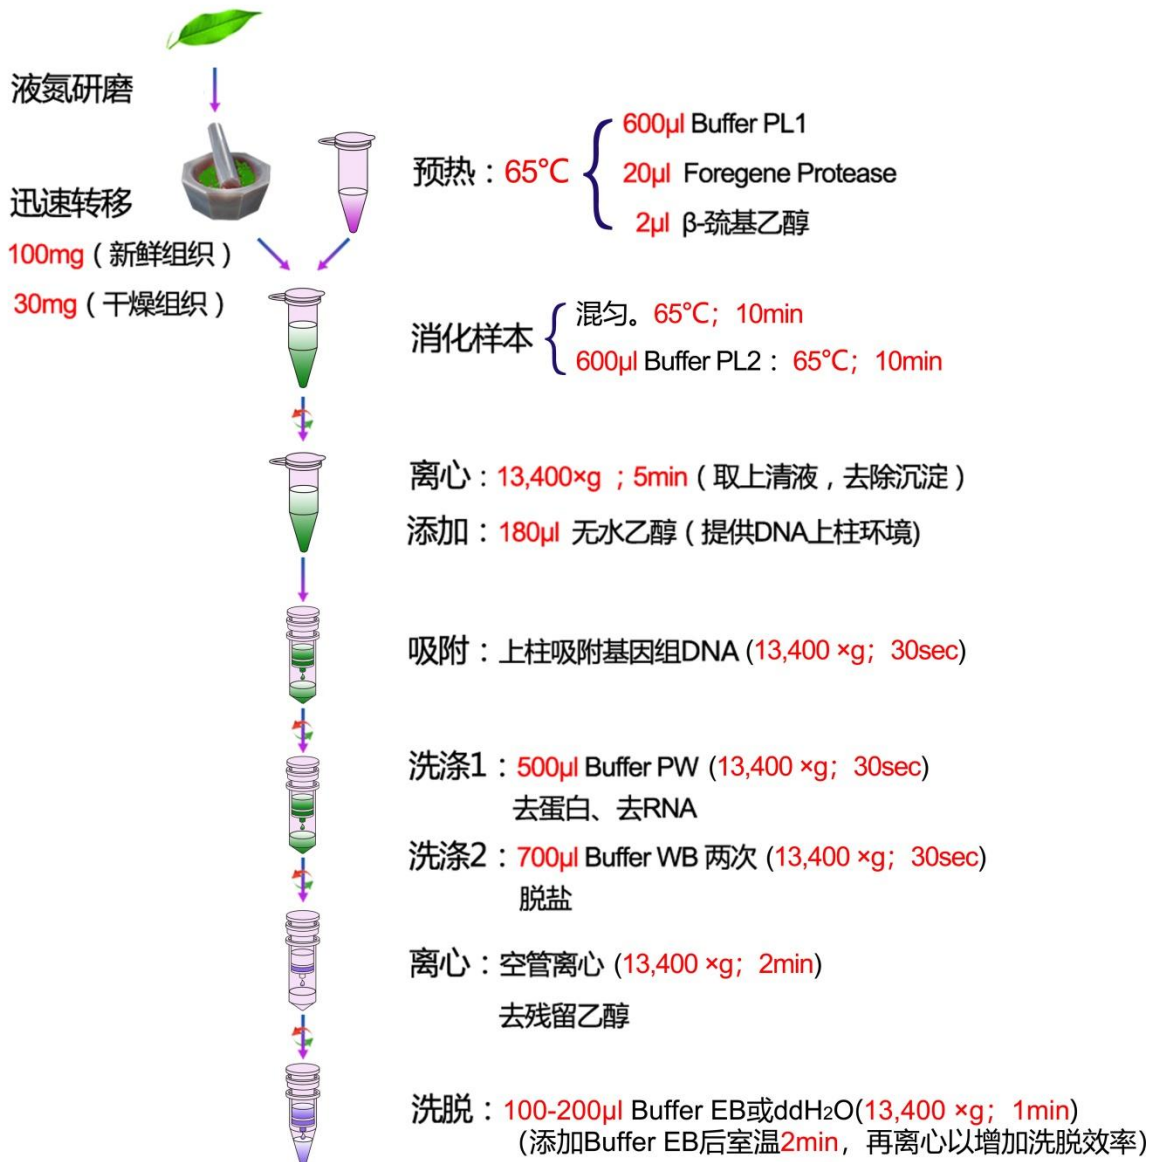 液氮研磨
迅速转移
100mg（新鲜组织）
30mg（干燥组织）
预热：65℃
600μl Buffer PL1
20μl Foregene Protease
2μl β-巯基乙醇
消化样本
混匀。65℃；10min
600μl Buffer PL2：65℃；10min
离心：13,400×g；5min（取上清液，去除沉淀）
添加：180μl 无水乙醇（提供DNA上柱环境)
吸附：上柱吸附基因组DNA (13,400 ×g；30sec)
洗涤1：500μl Buffer PW (13,400 ×g；30sec)
去蛋白、去RNA
洗涤2：700μl Buffer WB 两次 (13,400 ×g；30sec)
脱盐
离心：空管离心 (13,400 ×g；2min)
去残留乙醇
洗脱：100-200μl Buffer EB或ddH₂O(13,400 ×g；1min)
(添加Buffer EB后室温2min，再离心以增加洗脱效率)